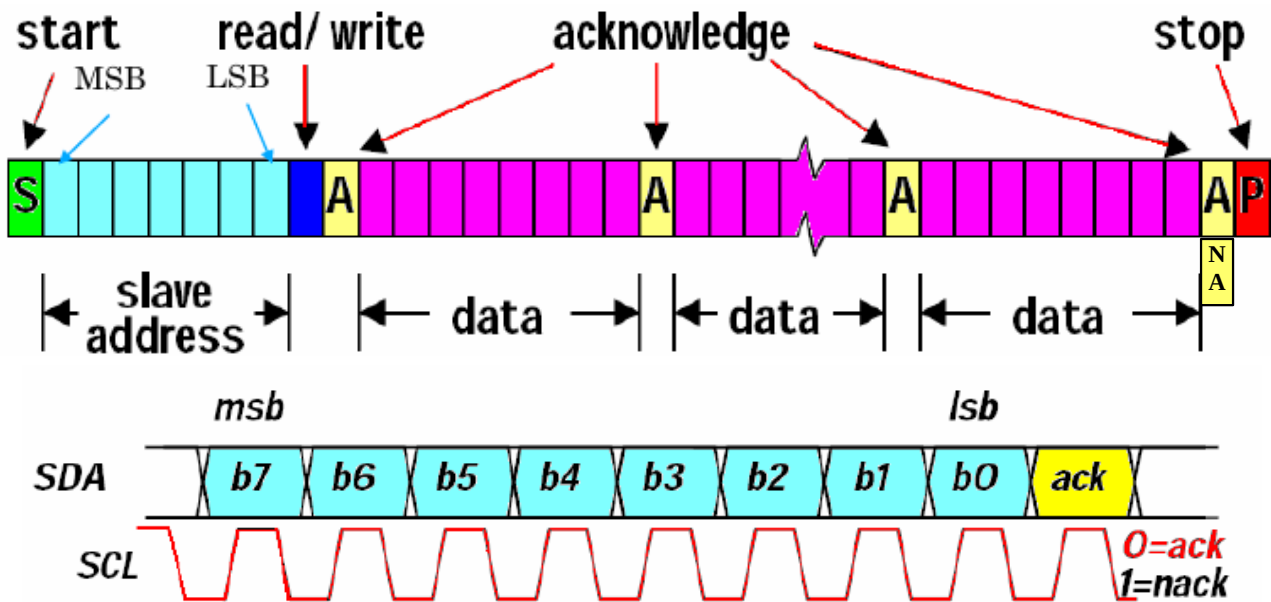 start read/ write acknowledge stop
MSB LSB
S A A A A P
N
A
slave
address
data data data
msb lsb
SDA b7 b6 b5 b4 b3 b2 b1 b0 ack
SCL
0=ack
1=nack